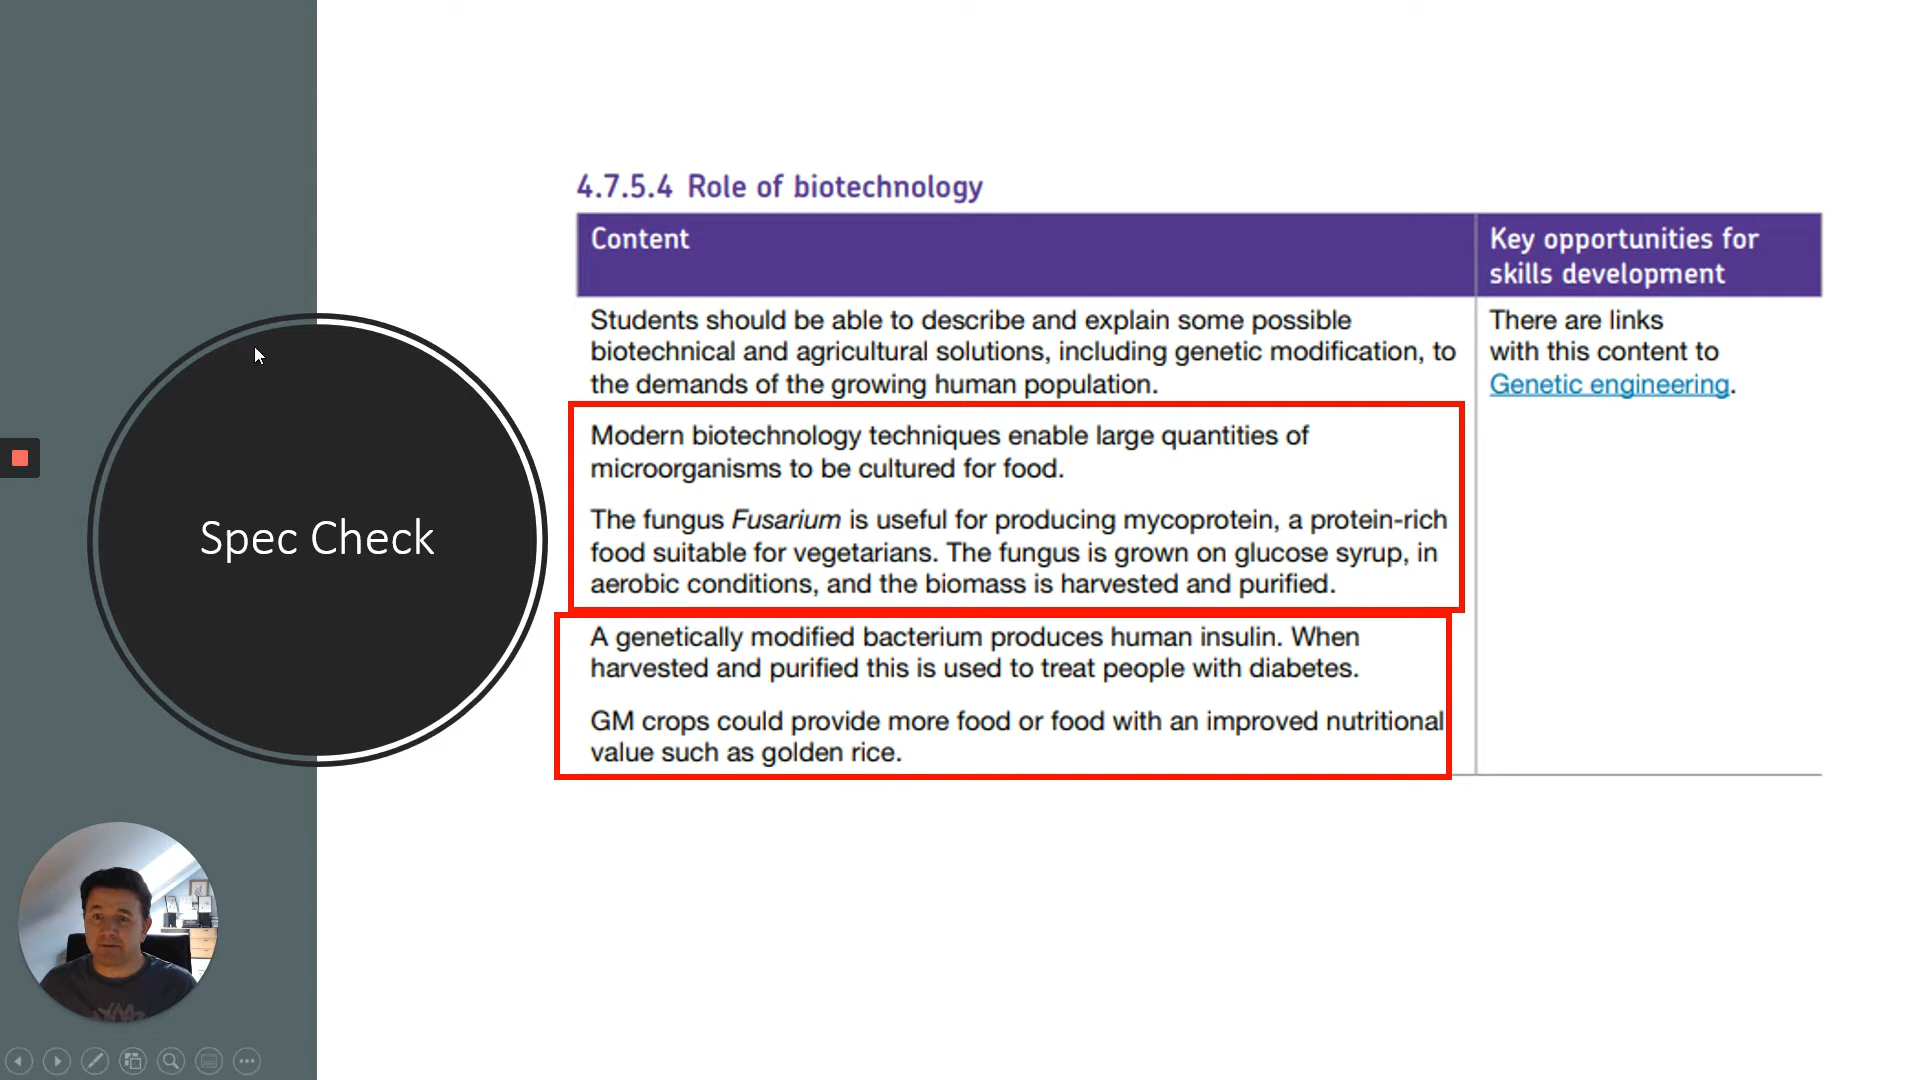 4.7.5.4 Role of biotechnology
Content
Key opportunities for
skills development
Students should be able to describe and explain some possible
biotechnical and agricultural solutions, including genetic modification, to
the demands of the growing human population.
There are links
with this content to
Genetic engineering.
Modern biotechnology techniques enable large quantities of
microorganisms to be cultured for food.
The fungus Fusarium is useful for producing mycoprotein, a protein-rich
food suitable for vegetarians. The fungus is grown on glucose syrup, in
aerobic conditions, and the biomass is harvested and purified.
A genetically modified bacterium produces human insulin. When
harvested and purified this is used to treat people with diabetes.
GM crops could provide more food or food with an improved nutritional
value such as golden rice.
Spec Check